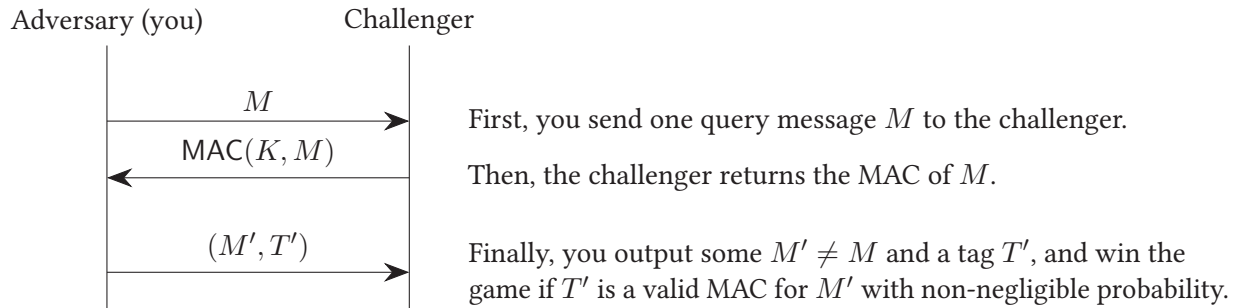 Adversary (you) Challenger
M
First, you send one query message M to the challenger.
MAC(K, M)
Then, the challenger returns the MAC of M.
(M′, T′)
Finally, you output some M′ ≠ M and a tag T′, and win the
game if T′ is a valid MAC for M′ with non-negligible probability.